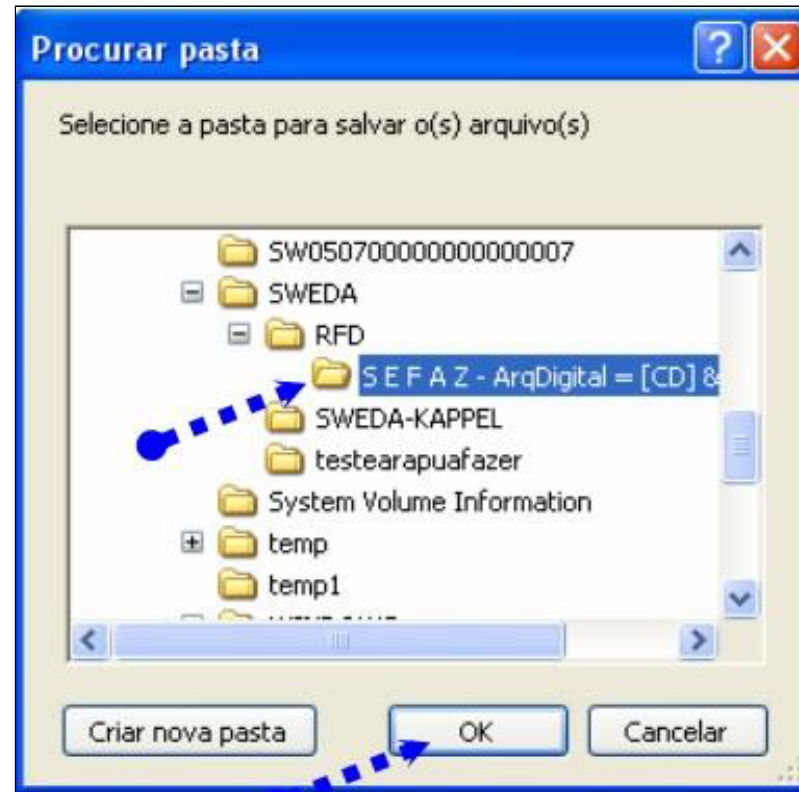 Procurar pasta
Selecione a pasta para salvar o(s) arquivo(s)
SW0507000000000000007
SWEDA
RFD
S E F A Z - ArqDigital = [CD] &
SWEDA-KAPPEL
testearapuafazer
System Volume Information
temp
temp1
Criar nova pasta
OK
Cancelar